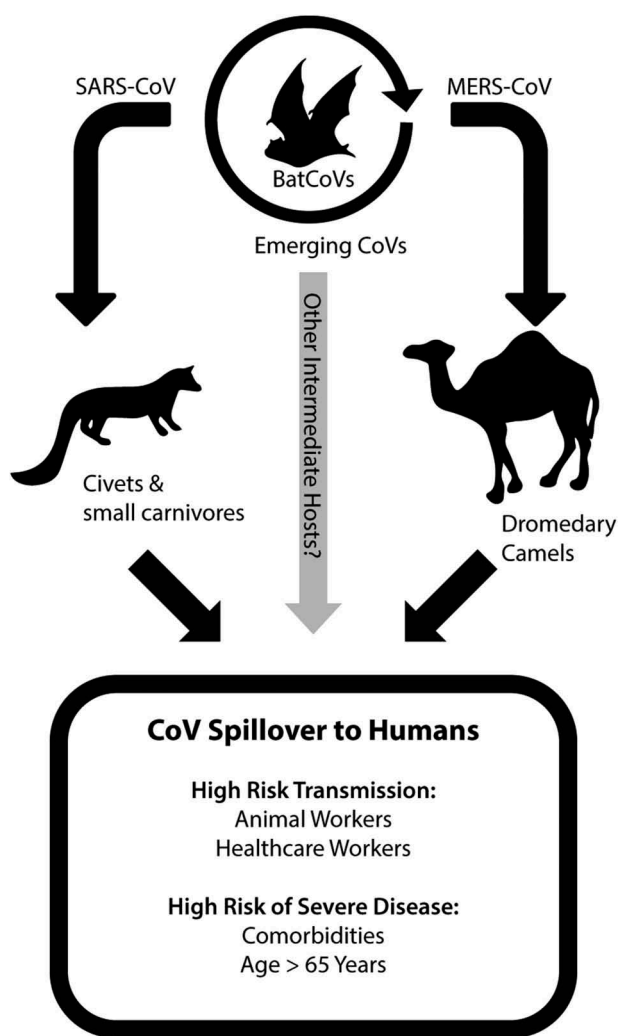 SARS-CoV
MERS-CoV
BatCoVs
Emerging CoVs
Other Intermediate Hosts?
Civets &
small carnivores
Dromedary
Camels
CoV Spillover to Humans
High Risk Transmission:
Animal Workers
Healthcare Workers
High Risk of Severe Disease:
Comorbidities
Age > 65 Years